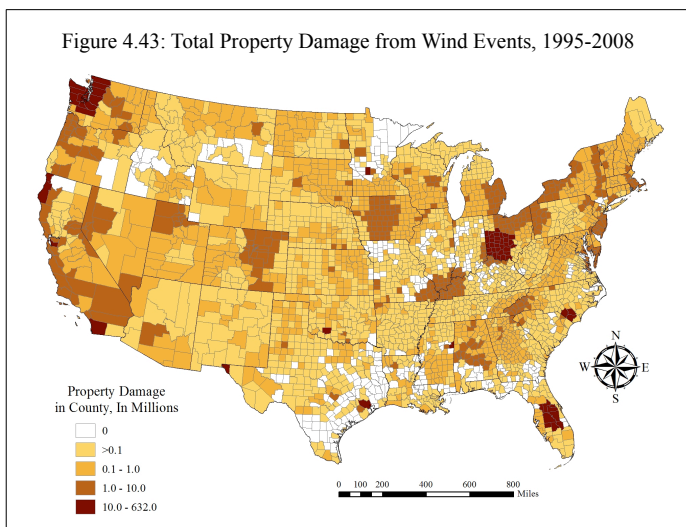 Figure 4.43: Total Property Damage from Wind Events, 1995-2008
N
W
E
S
Property Damage
in County, In Millions
0
>0.1
0.1 - 1.0
1.0 - 10.0
10.0 - 632.0
0 100 200 400 600 800
Miles